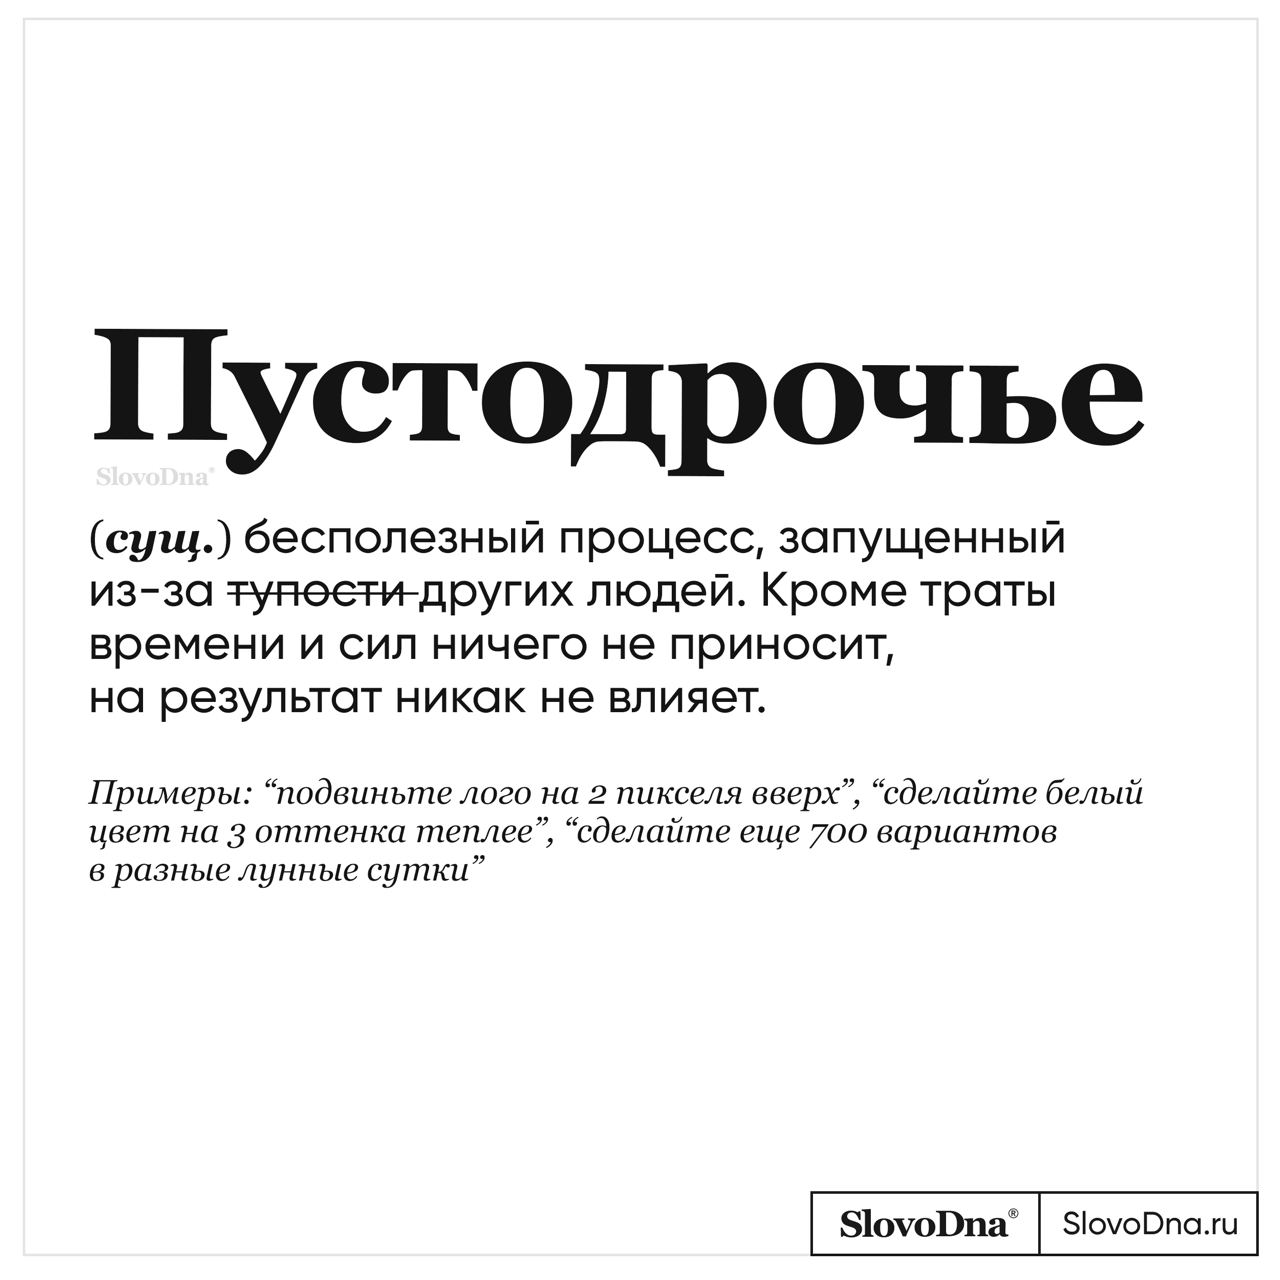 Пустодрочье
SlovoDna®
(сущ.) бесполезный процесс, запущенный
из-за тупости других людей. Кроме траты
времени и сил ничего не приносит,
на результат никак не влияет.
Примеры: “подвиньте лого на 2 пикселя вверх”, “сделайте белый
цвет на 3 оттенка теплее”, “сделайте еще 700 вариантов
в разные лунные сутки”
SlovoDna® SlovoDna.ru